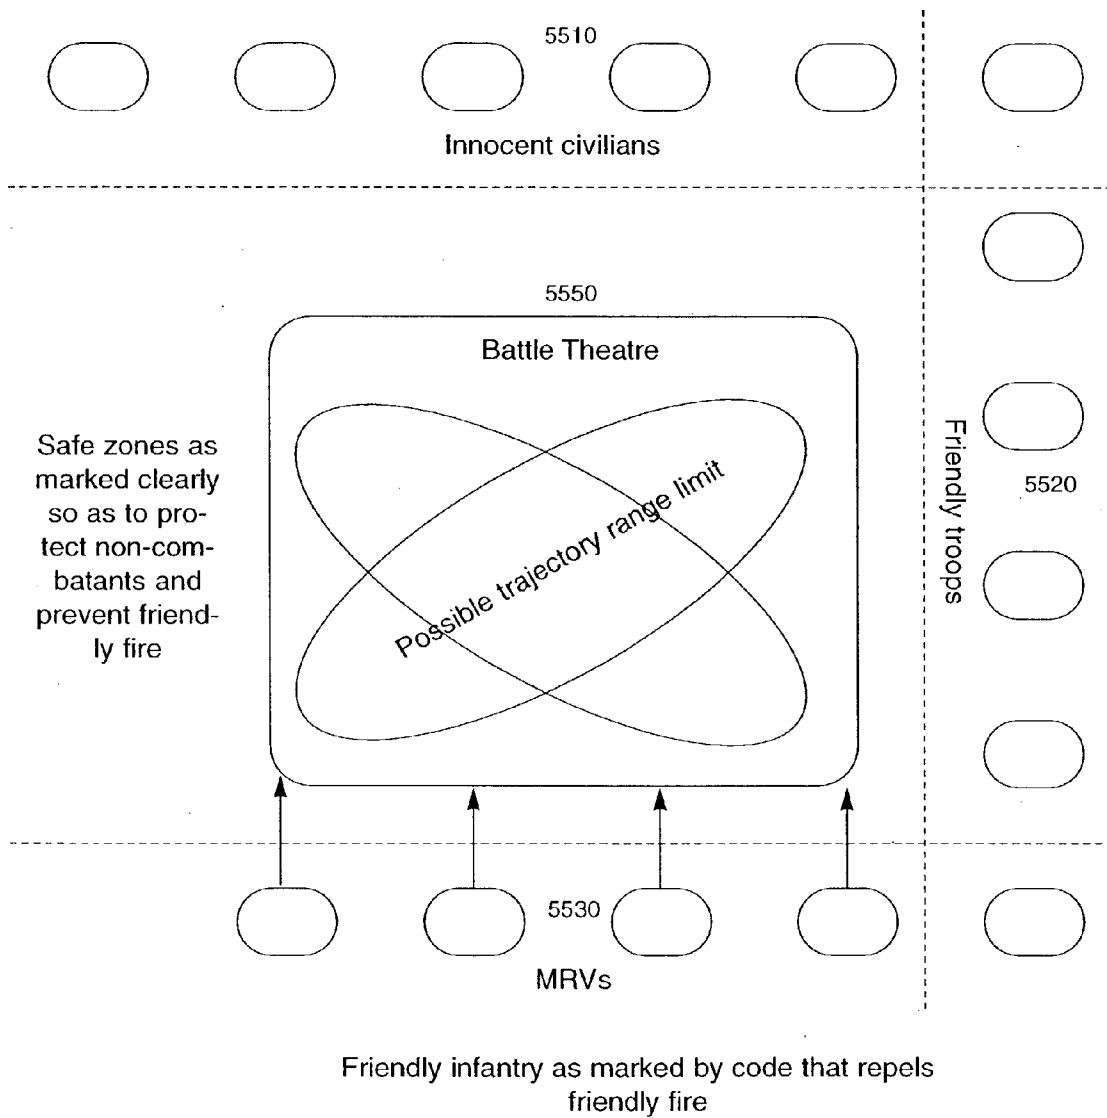 5510
Innocent civilians
5550
Battle Theatre
Possible trajectory range limit
Safe zones as
marked clearly
so as to pro-
tect non-com-
batants and
prevent friend-
ly fire
Friendly troops
5520
5530
MRVs
Friendly infantry as marked by code that repels
friendly fire